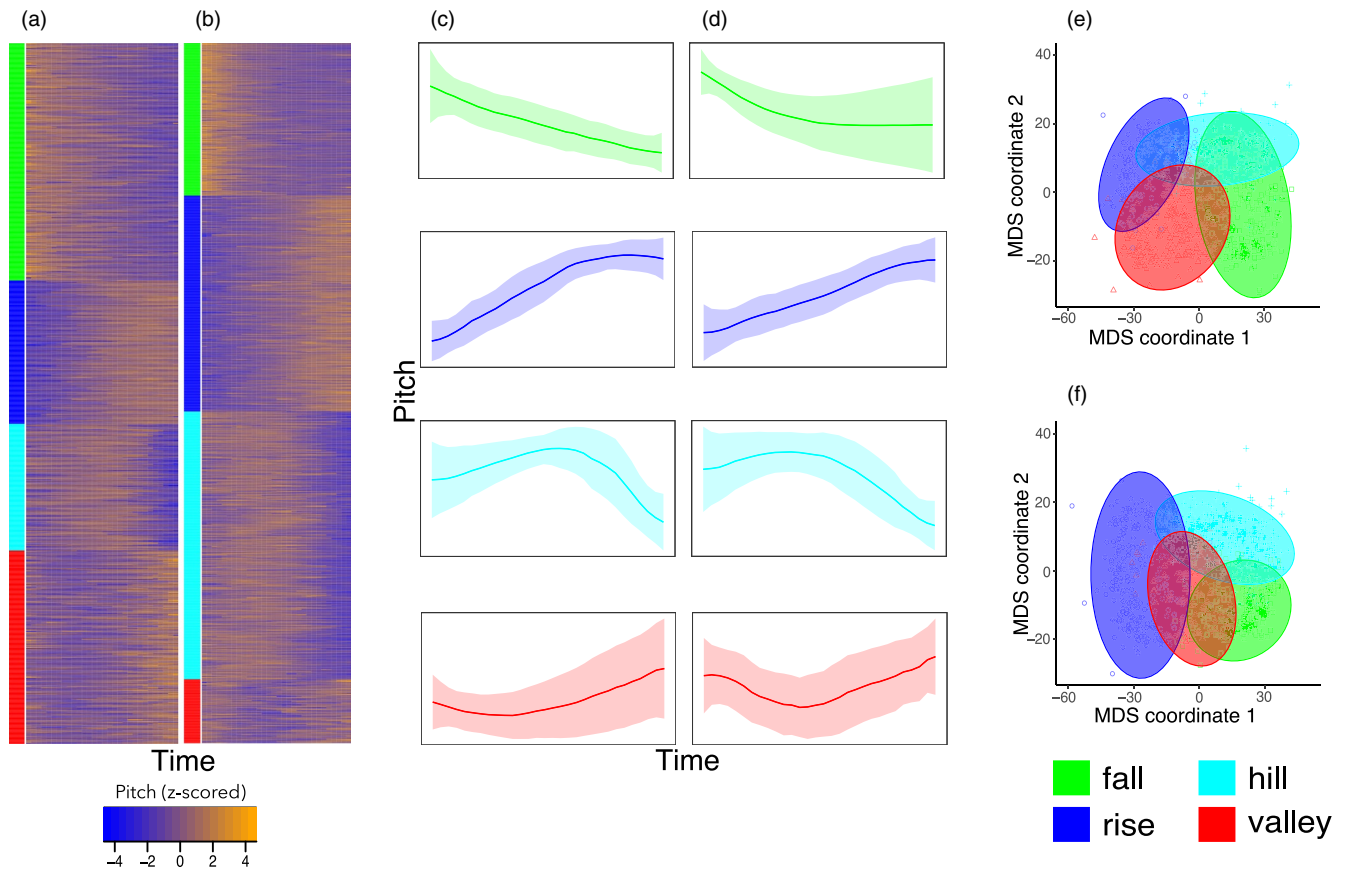 (a)
(b)
(c)
(d)
(e)
Time
Pitch (z-scored)
−4 −2 0 2 4
Pitch
Time
40
20
0
−20
MDS coordinate 2
−60 −30 0 30
MDS coordinate 1
(f)
40
20
0
−20
MDS coordinate 2
−60 −30 0 30
MDS coordinate 1
fall
hill
rise
valley